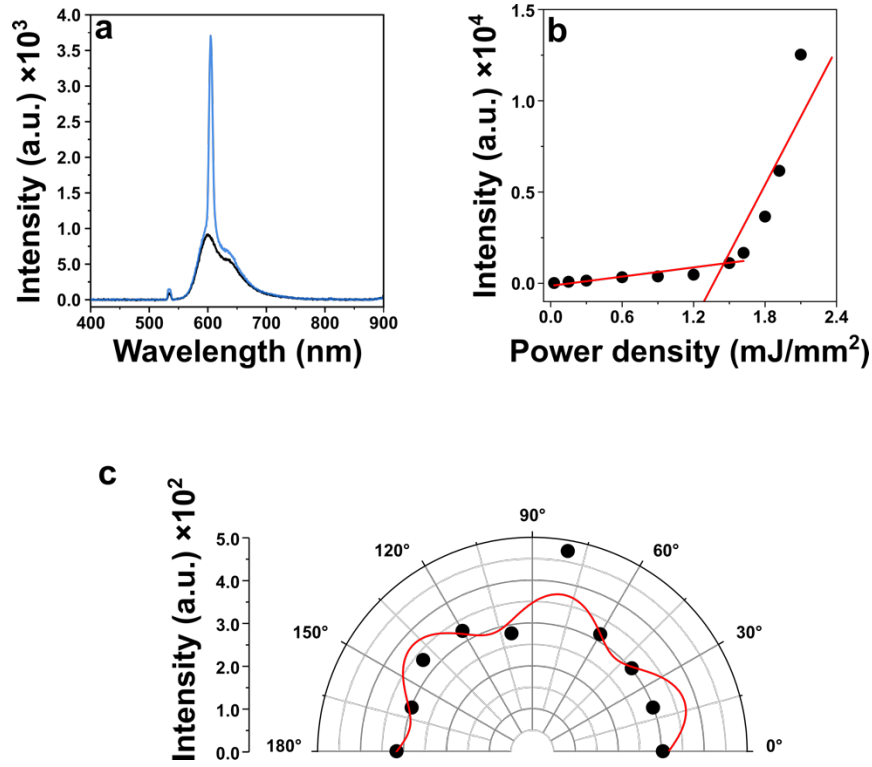 a
Intensity (a.u.) ×10³
4.0
3.5
3.0
2.5
2.0
1.5
1.0
5.0
0.0
400 500 600 700 800 900
Wavelength (nm)
b
Intensity (a.u.) ×10⁴
1.5
1.0
0.5
0.0
0.0 0.6 1.2 1.8 2.4
Power density (mJ/mm²)
c
Intensity (a.u.) ×10²
5.0
4.0
3.0
2.0
1.0
0.0
90°
120° 60°
150° 30°
180° 0°